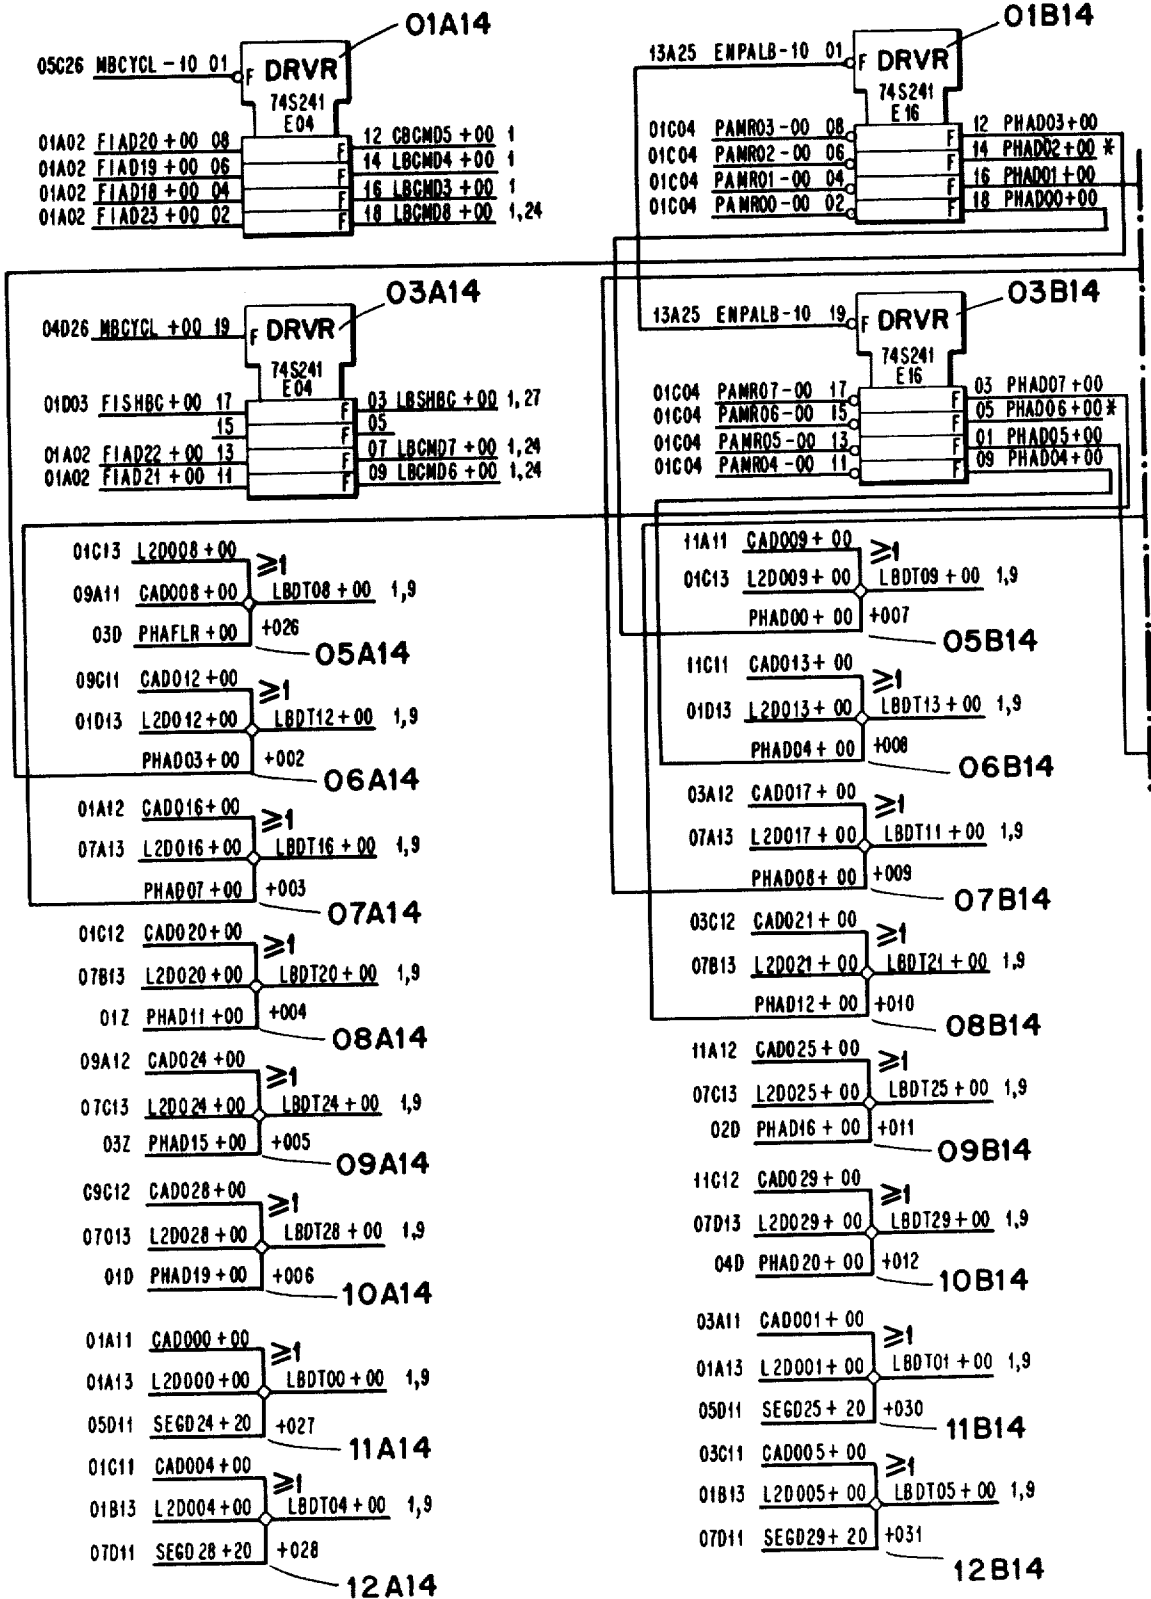 01A14
05C26 MBCYCL -10 01 F DRVR
74S241
E04
01A02 FIAD20 +00 08 F 12 CBCMD5 +00 1
01A02 FIAD19 +00 06 14 LBCMD4 +00 1
01A02 FIAD18 +00 04 16 LBCMD3 +00 1
01A02 FIAD23 +00 02 F 18 LBCMD8 +00 1,24
01B14
13A25 ENPALB-10 01 F DRVR
74S241
E16
01C04 PAMR03-00 08 F 12 PHAD03+00
01C04 PAMR02-00 06 14 PHAD02+00 *
01C04 PAMR01-00 04 16 PHAD01+00
01C04 PAMR00-00 02 F 18 PHAD00+00
03A14
04D26 MBCYCL +00 19 F DRVR
74S241
E04
01D03 FISHBC+00 17 F 03 LBSHBC +00 1,27
15 05
01A02 FIAD22 +00 13 07 LBCMD7 +00 1,24
01A02 FIAD21 +00 11 F 09 LBCMD6 +00 1,24
03B14
13A25 ENPALB-10 19 F DRVR
74S241
E16
01C04 PAMR07-00 17 F 03 PHAD07+00
01C04 PAMR06-00 15 05 PHAD06+00*
01C04 PAMR05-00 13 01 PHAD05+00
01C04 PAMR04-00 11 F 09 PHAD04+00
01C13 L2D008+00 ≥1
09A11 CAD008+00 LBDT08+00 1,9
03D PHAFLR+00 +026
05A14
11A11 CAD009+ 00 ≥1
01C13 L2D009+00 LBDT09+00 1,9
PHAD00+ 00 +007
05B14
09C11 CAD012+00 ≥1
01D13 L2D012+00 LBDT12+00 1,9
PHAD03+00 +002
06A14
11C11 CAD013+ 00 ≥1
01D13 L2D013+00 LBDT13+00 1,9
PHAD04+ 00 +008
06B14
01A12 CAD016+00 ≥1
07A13 L2D016+00 LBDT16+00 1,9
PHAD07+00 +003
07A14
03A12 CAD017+ 00 ≥1
07A13 L2D017+ 00 LBDT11+00 1,9
PHAD08+ 00 +009
07B14
01C12 CAD020+00 ≥1
07B13 L2D020+00 LBDT20+00 1,9
01Z PHAD11+00 +004
08A14
03C12 CAD021+ 00 ≥1
07B13 L2D021+ 00 LBDT21+00 1,9
PHAD12+ 00 +010
08B14
09A12 CAD024 +00 ≥1
07C13 L2D024+00 LBDT24+00 1,9
03Z PHAD15+00 +005
09A14
11A12 CAD025+ 00 ≥1
07C13 L2D025+ 00 LBDT25+00 1,9
02D PHAD16+00 +011
09B14
C9C12 CAD028+00 ≥1
07O13 L2D028+00 LBDT28+00 1,9
01D PHAD19+00 +006
10A14
11C12 CAD029+ 00 ≥1
07D13 L2D029+ 00 LBDT29+00 1,9
04D PHAD20+ 00 +012
10B14
01A11 CAD000+00 ≥1
01A13 L2D000+00 LBDT00+00 1,9
05D11 SEGD24+20 +027
11A14
03A11 CAD001+ 00 ≥1
01A13 L2D001+ 00 LBDT01+00 1,9
05D11 SEGD25+ 20 +030
11B14
01C11 CAD004+00 ≥1
01B13 L2D004+00 LBDT04+00 1,9
07D11 SEGD28+20 +028
12A14
03C11 CAD005+ 00 ≥1
01B13 L2D005+ 00 LBDT05+00 1,9
07D11 SEGD29+ 20 +031
12B14